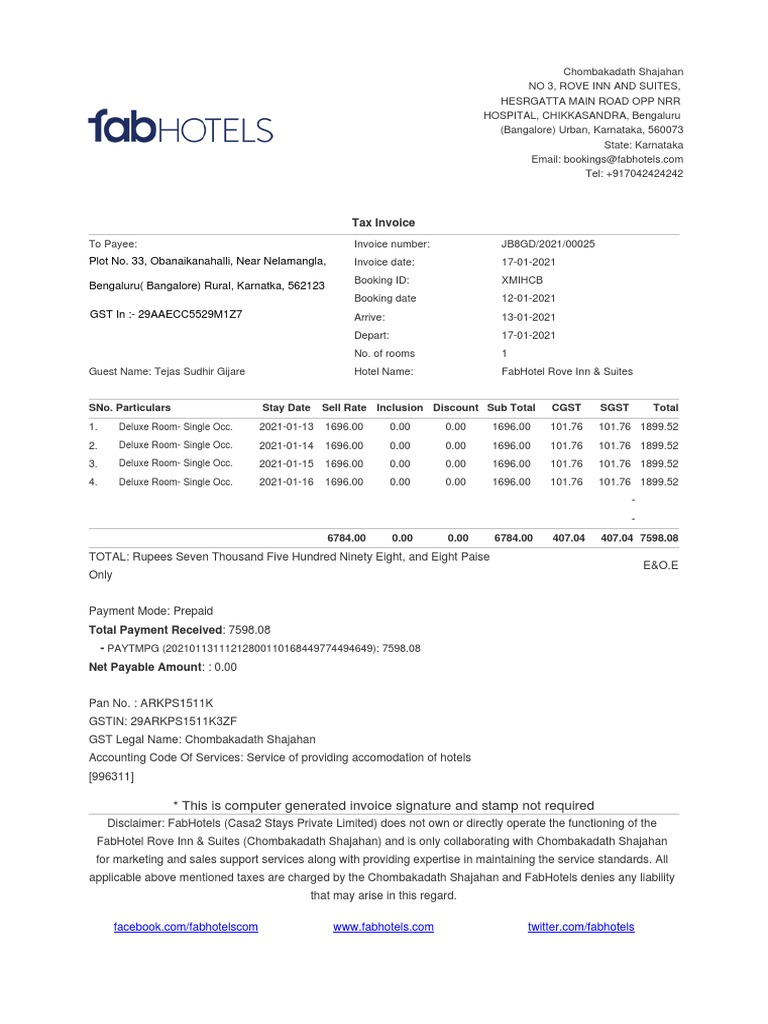 Chombakadath Shajahan
NO 3, ROVE INN AND SUITES,
HESRGATTA MAIN ROAD OPP NRR
HOSPITAL, CHIKKASANDRA, Bengaluru
(Bangalore) Urban, Karnataka, 560073
State: Karnataka
Email: bookings@fabhotels.com
Tel: +917042424242
fabHOTELS
Tax Invoice
To Payee:
Plot No. 33, Obanaikanahalli, Near Nelamangla,
Bengaluru( Bangalore) Rural, Karnatka, 562123
GST In :- 29AAECC5529M1Z7
Guest Name: Tejas Sudhir Gijare
Invoice number: JB8GD/2021/00025
Invoice date: 17-01-2021
Booking ID: XMIHCB
Booking date 12-01-2021
Arrive: 13-01-2021
Depart: 17-01-2021
No. of rooms 1
Hotel Name: FabHotel Rove Inn & Suites
SNo. Particulars Stay Date Sell Rate Inclusion Discount Sub Total CGST SGST Total
1. Deluxe Room- Single Occ. 2021-01-13 1696.00 0.00 0.00 1696.00 101.76 101.76 1899.52
2. Deluxe Room- Single Occ. 2021-01-14 1696.00 0.00 0.00 1696.00 101.76 101.76 1899.52
3. Deluxe Room- Single Occ. 2021-01-15 1696.00 0.00 0.00 1696.00 101.76 101.76 1899.52
4. Deluxe Room- Single Occ. 2021-01-16 1696.00 0.00 0.00 1696.00 101.76 101.76 1899.52
-
-
6784.00 0.00 0.00 6784.00 407.04 407.04 7598.08
TOTAL: Rupees Seven Thousand Five Hundred Ninety Eight, and Eight Paise
Only
E&O.E
Payment Mode: Prepaid
Total Payment Received: 7598.08
- PAYTMPG (20210113111212800110168449774494649): 7598.08
Net Payable Amount: : 0.00
Pan No. : ARKPS1511K
GSTIN: 29ARKPS1511K3ZF
GST Legal Name: Chombakadath Shajahan
Accounting Code Of Services: Service of providing accomodation of hotels
[996311]
* This is computer generated invoice signature and stamp not required
Disclaimer: FabHotels (Casa2 Stays Private Limited) does not own or directly operate the functioning of the
FabHotel Rove Inn & Suites (Chombakadath Shajahan) and is only collaborating with Chombakadath Shajahan
for marketing and sales support services along with providing expertise in maintaining the service standards. All
applicable above mentioned taxes are charged by the Chombakadath Shajahan and FabHotels denies any liability
that may arise in this regard.
facebook.com/fabhotelscom www.fabhotels.com twitter.com/fabhotels